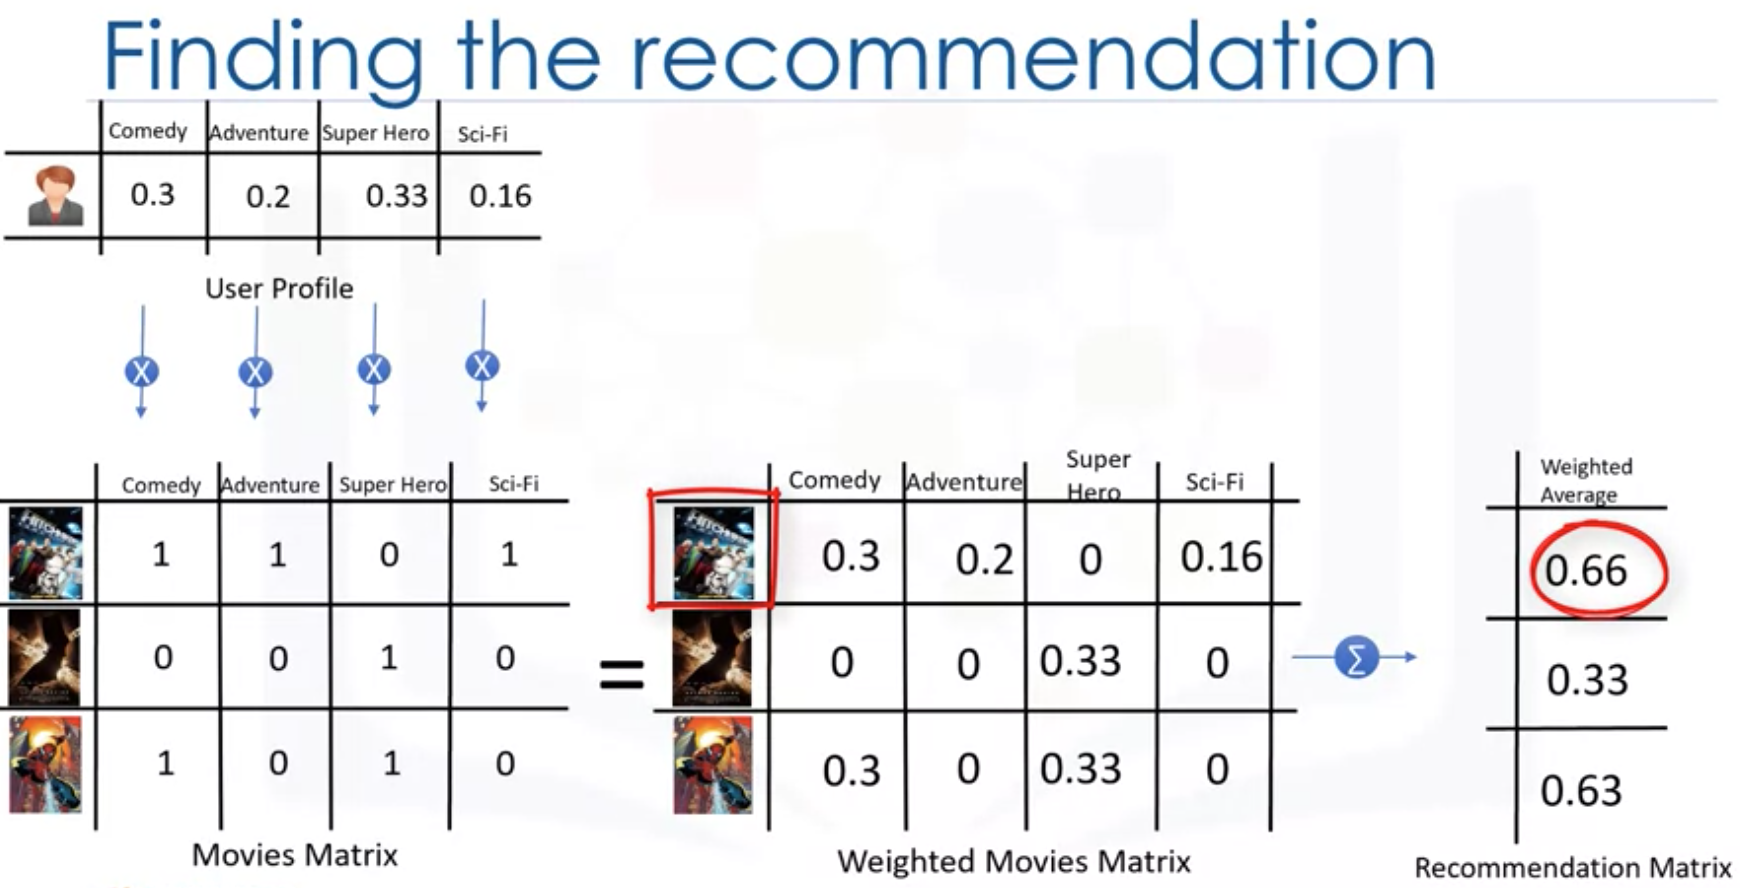 Finding the recommendation
Comedy Adventure Super Hero Sci-Fi
0.3 0.2 0.33 0.16
User Profile
X X X X
Comedy Adventure Super Hero Sci-Fi
1 1 0 1
0 0 1 0
1 0 1 0
Movies Matrix
=
Comedy Adventure Super Hero Sci-Fi
0.3 0.2 0 0.16
0 0 0.33 0
0.3 0 0.33 0
Weighted Movies Matrix
Σ
Weighted
Average
0.66
0.33
0.63
Recommendation Matrix